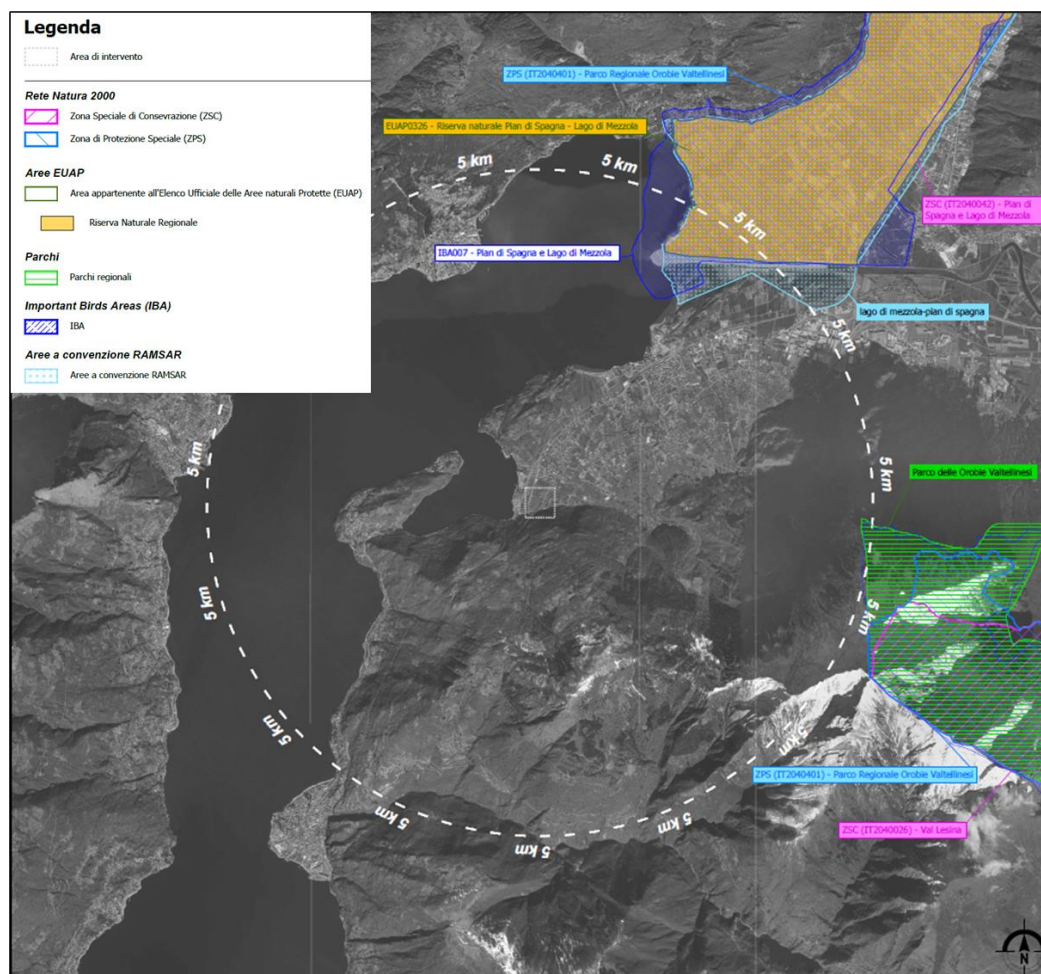 Legenda
Area di intervento
Rete Natura 2000
Zona Speciale di Consevrazione (ZSC)
Zona di Protezione Speciale (ZPS)
Aree EUAP
Area appartenente all'Elenco Ufficiale delle Aree naturali Protette (EUAP)
Riserva Naturale Regionale
Parchi
Parchi regionali
Important Birds Areas (IBA)
IBA
Aree a convenzione RAMSAR
Aree a convenzione RAMSAR
ZPS (IT2040401) - Parco Regionale Orobie Valtellinesi
EUAP0326 - Riserva naturale Pian di Spagna - Lago di Mezzola
5 km
5 km
5 km
ZSC (IT2040042) - Pian di
Spagna e Lago di Mezzola
IBA007 - Pian di Spagna e Lago di Mezzola
lago di mezzola-pian di spagna
5 km
5 km
5 km
Parco delle Orobie Valtellinesi
5 km
5 km
5 km
5 km
ZPS (IT2040401) - Parco Regionale Orobie Valtellinesi
5 km
5 km
5 km
ZSC (IT2040026) - Val Lesina
N